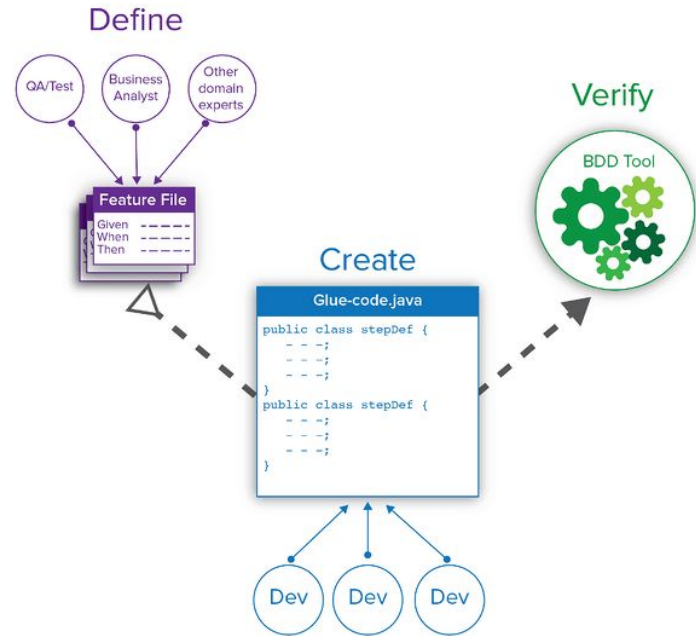 Define
QA/Test
Business
Analyst
Other
domain
experts
Feature File
Given - - - - -
When - - - - -
Then - - - - -
Verify
BDD Tool
Create
Glue-code.java
public class stepDef {
- - -;
- - -;
- - -;
}
public class stepDef {
- - -;
- - -;
- - -;
}
Dev
Dev
Dev